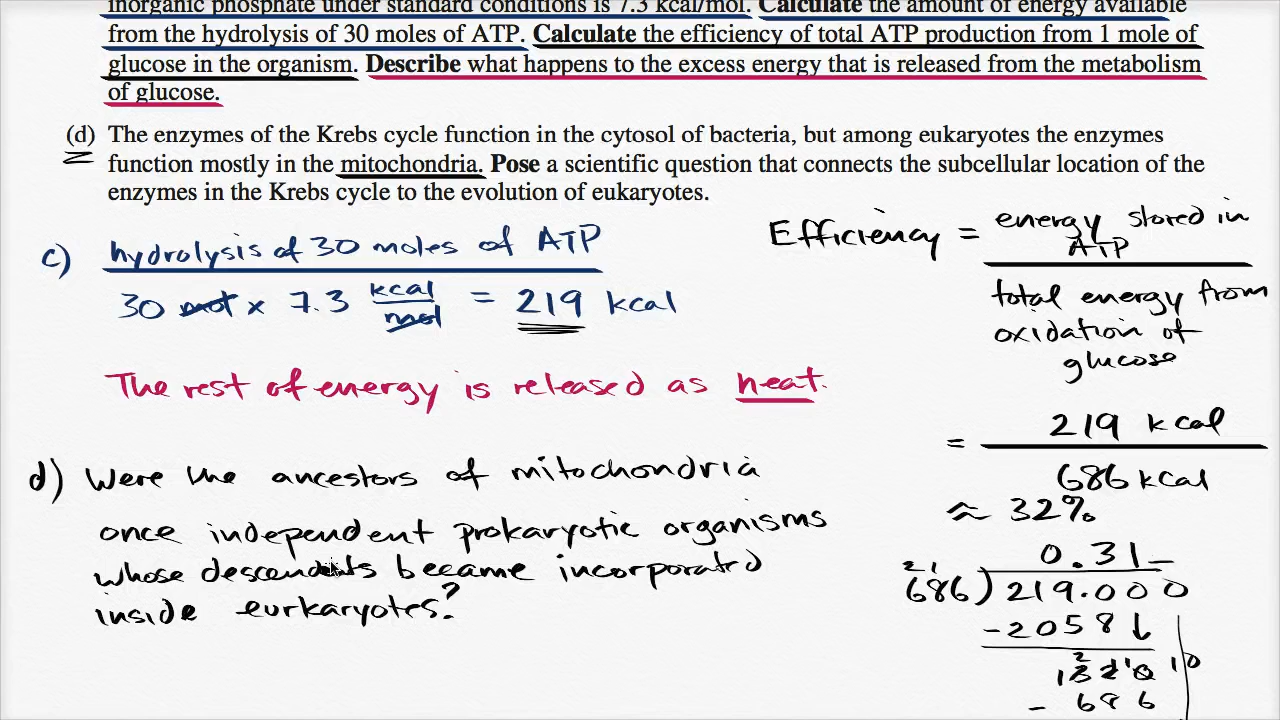 inorganic phosphate under standard conditions is 7.3 kcal/mol. Calculate the amount of energy available
from the hydrolysis of 30 moles of ATP. Calculate the efficiency of total ATP production from 1 mole of
glucose in the organism. Describe what happens to the excess energy that is released from the metabolism
of glucose.
(d) The enzymes of the Krebs cycle function in the cytosol of bacteria, but among eukaryotes the enzymes
function mostly in the mitochondria. Pose a scientific question that connects the subcellular location of the
enzymes in the Krebs cycle to the evolution of eukaryotes.
c) hydrolysis of 30 moles of ATP
30 mol x 7.3 kcal/mol = 219 kcal
The rest of energy is released as heat.
d) Were the ancestors of mitochondria
once independent prokaryotic organisms
whose descendents became incorporated
inside eurkaryotes?
Efficiency = energy stored in
ATP
total energy from
oxidation of
glucose
= 219 kcal
686 kcal
≈ 32%
0.31
2 1
686) 219.000
-2058
- 686